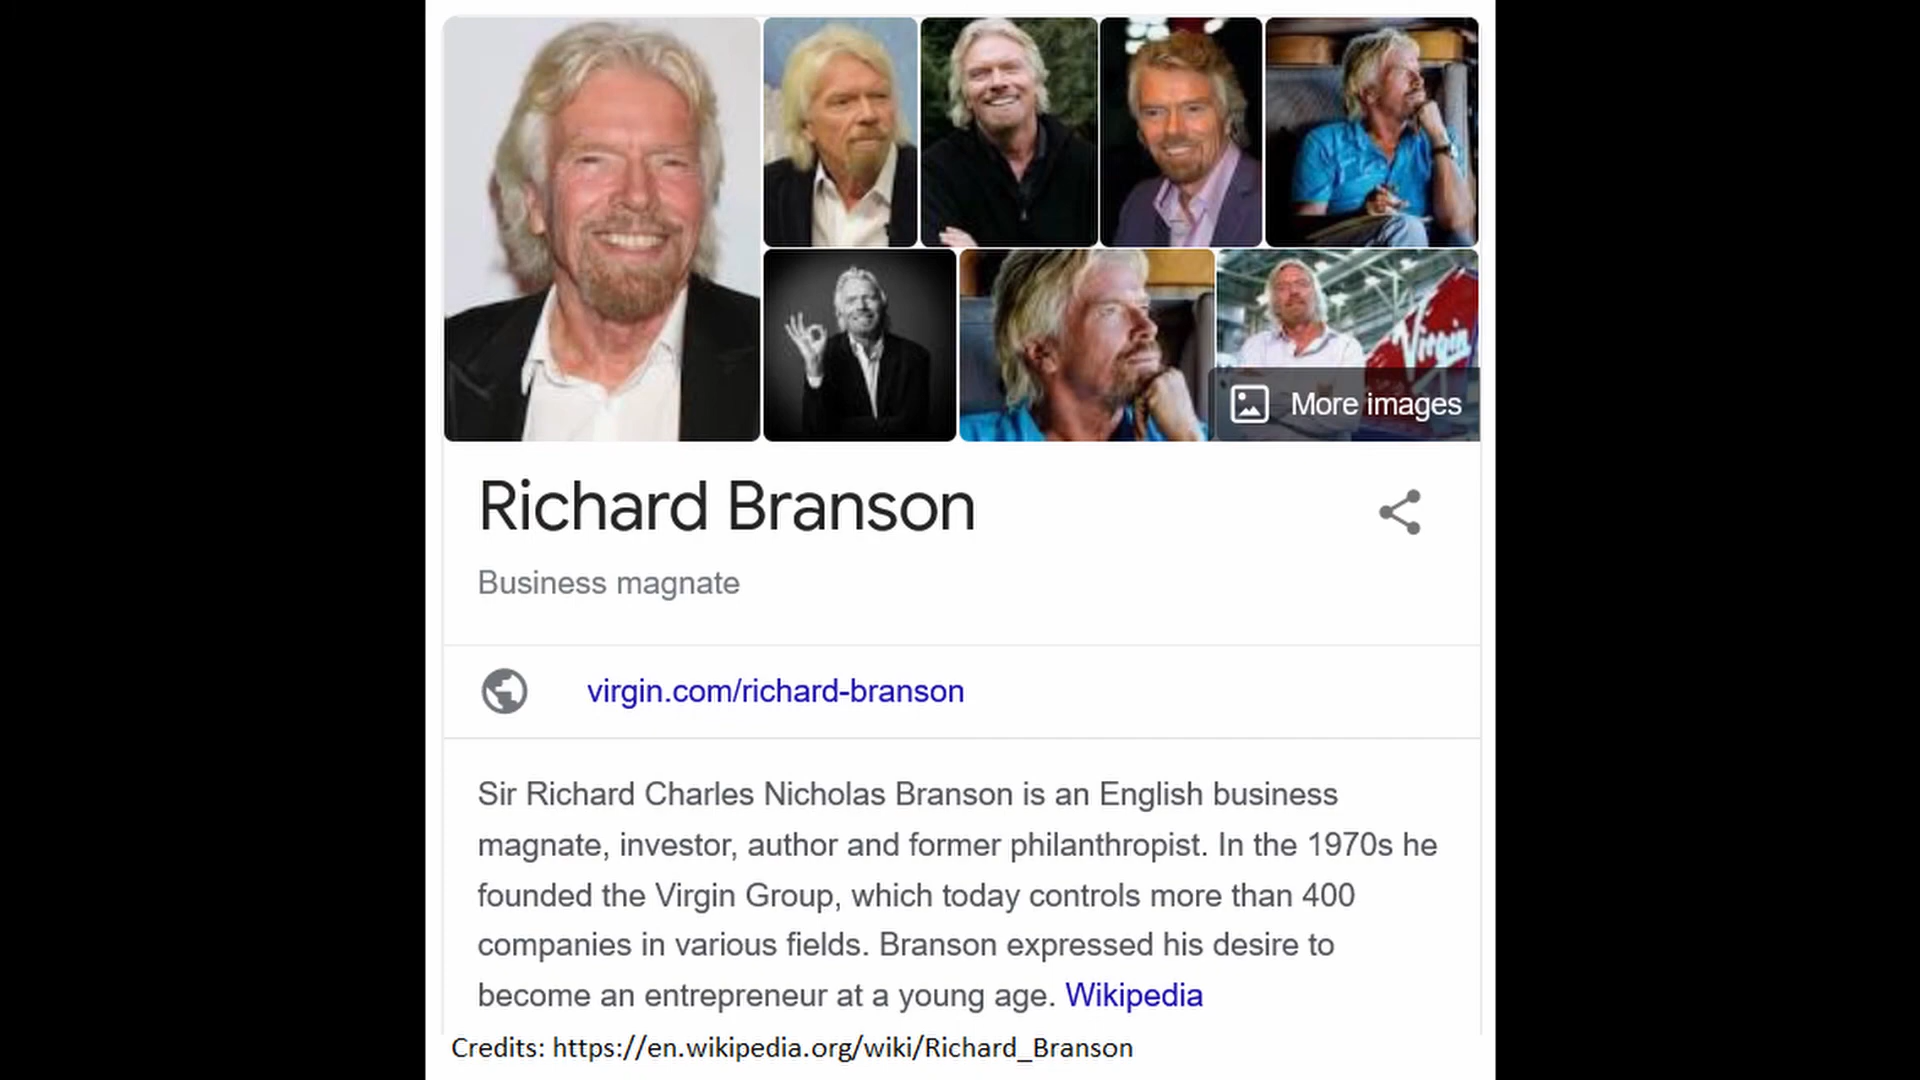 Virgin
More images
Richard Branson
Business magnate
virgin.com/richard-branson
Sir Richard Charles Nicholas Branson is an English business
magnate, investor, author and former philanthropist. In the 1970s he
founded the Virgin Group, which today controls more than 400
companies in various fields. Branson expressed his desire to
become an entrepreneur at a young age. Wikipedia
Credits: https://en.wikipedia.org/wiki/Richard_Branson